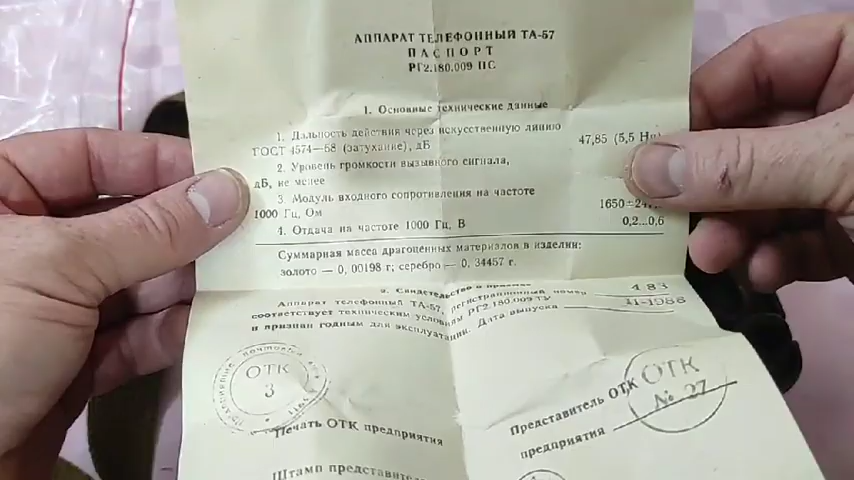 АППАРАТ ТЕЛЕФОННЫЙ ТА-57
ПАСПОРТ
РГ2.180.009 ПС
1. Основные технические данные
1. Дальность действия через искусственную линию
ГОСТ 4574—58 (затухание), дБ 47,85 (5,5
2. Уровень громкости вызывного сигнала,
дБ, не менее
3. Модуль входного сопротивления на частоте
1000 Гц, Ом 1650÷
4. Отдача на частоте 1000 Гц, В 0,2...0,6
Суммарная масса драгоценных материалов в изделии:
золото — 0,00198 г; серебро — 0,34457 г.
Свидетельство о
Аппарат телефонный ТА-57, регистрационный номер 483
соответствует техническим условиям РГ2.180.009 ТУ
и признан годным для эксплуатации. Дата выпуска 11-1988
ОТК
3
ОТК
№ 27
Печать ОТК предприятия
Представитель ОТК
предприятия
Штамп